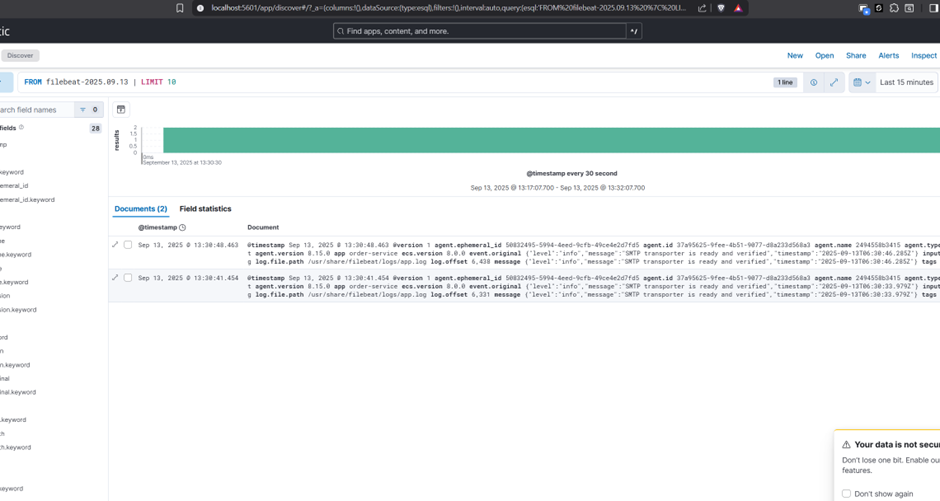 localhost:5601/app/discover#/?_a=(columns:!(),dataSource:(type:esql),filters:!(),interval:auto,query:(esql:'FROM%20filebeat-2025.09.13%20%7C%20LI...
tic
Find apps, content, and more.
^/
Discover
New Open Share Alerts Inspect
FROM filebeat-2025.09.13 | LIMIT 10
1 line
Last 15 minutes
arch field names
0
fields
28
mp
keyword
emeral_id
emeral_id.keyword
eyword
me
e.keyword
sion
sion.keyword
ord
n
n.keyword
inal
inal.keyword
.keyword
th
h.keyword
eyword
results
2
1.5
1
0.5
0
0ms
September 13, 2025 at 13:30:30
@timestamp every 30 second
Sep 13, 2025 @ 13:17:07.700 - Sep 13, 2025 @ 13:32:07.700
Documents (2) Field statistics
@timestamp Document
Sep 13, 2025 @ 13:30:48.463 @timestamp Sep 13, 2025 @ 13:30:48.463 @version 1 agent.ephemeral_id 50832495-5994-4eed-9cfb-49ce4e2d7fd5 agent.id 37a95625-9fee-4b51-9077-d8a233d568a3 agent.name 2494558b3415 agent.type
t agent.version 8.15.0 app order-service ecs.version 8.0.0 event.original {"level":"info","message":"SMTP transporter is ready and verified","timestamp":"2025-09-13T06:30:46.285Z"} input
g log.file.path /usr/share/filebeat/logs/app.log log.offset 6,438 message {"level":"info","message":"SMTP transporter is ready and verified","timestamp":"2025-09-13T06:30:46.285Z"} tags
Sep 13, 2025 @ 13:30:41.454 @timestamp Sep 13, 2025 @ 13:30:41.454 @version 1 agent.ephemeral_id 50832495-5994-4eed-9cfb-49ce4e2d7fd5 agent.id 37a95625-9fee-4b51-9077-d8a233d568a3 agent.name 2494558b3415 agent.type
t agent.version 8.15.0 app order-service ecs.version 8.0.0 event.original {"level":"info","message":"SMTP transporter is ready and verified","timestamp":"2025-09-13T06:30:33.979Z"} input
g log.file.path /usr/share/filebeat/logs/app.log log.offset 6,331 message {"level":"info","message":"SMTP transporter is ready and verified","timestamp":"2025-09-13T06:30:33.979Z"} tags
Your data is not secu
Don't lose one bit. Enable ou
features.
Don't show again